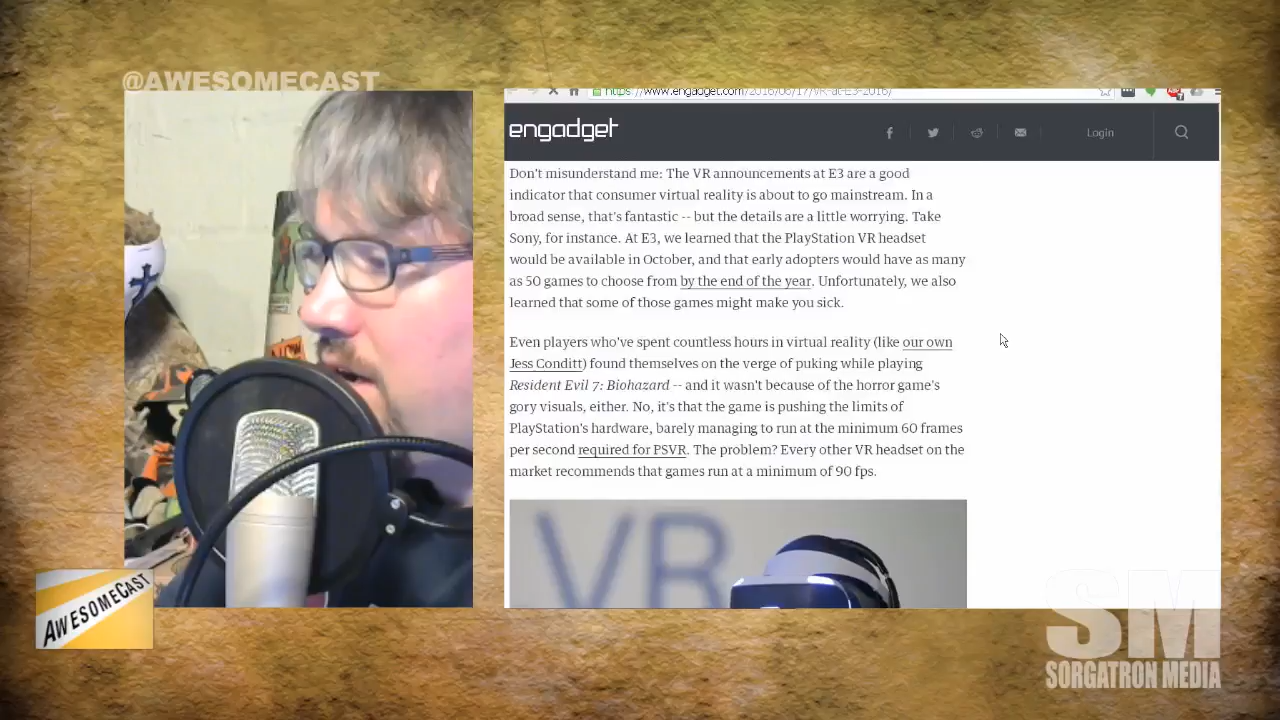 @AWESOMECAST
https://www.engadget.com/2016/06/17/VR-at-E3-2016/
engadget
Login
Don't misunderstand me: The VR announcements at E3 are a good
indicator that consumer virtual reality is about to go mainstream. In a
broad sense, that's fantastic -- but the details are a little worrying. Take
Sony, for instance. At E3, we learned that the PlayStation VR headset
would be available in October, and that early adopters would have as many
as 50 games to choose from by the end of the year. Unfortunately, we also
learned that some of those games might make you sick.
Even players who've spent countless hours in virtual reality (like our own
Jess Conditt) found themselves on the verge of puking while playing
Resident Evil 7: Biohazard -- and it wasn't because of the horror game's
gory visuals, either. No, it's that the game is pushing the limits of
PlayStation's hardware, barely managing to run at the minimum 60 frames
per second required for PSVR. The problem? Every other VR headset on the
market recommends that games run at a minimum of 90 fps.
VR
AWESOMECAST
SM
SORGATRON MEDIA